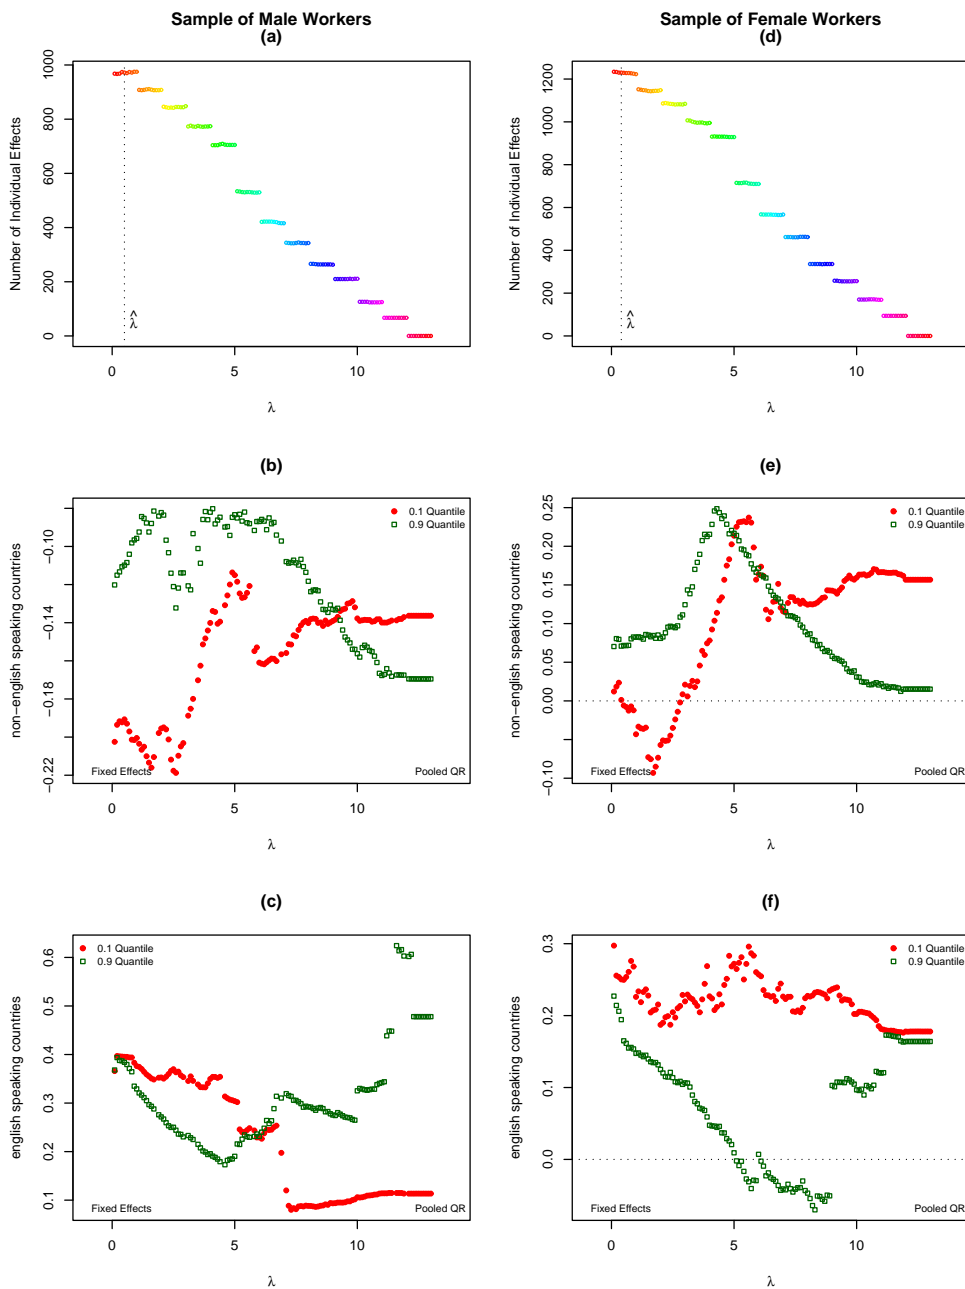 Sample of Male Workers
(a)
Number of Individual Effects
1000
800
600
400
200
0
λ̂
0 5 10
λ
Sample of Female Workers
(d)
Number of Individual Effects
1200
1000
800
600
400
200
0
λ̂
0 5 10
λ
(b)
non−english speaking countries
−0.10
−0.14
−0.18
−0.22
0.1 Quantile
0.9 Quantile
Fixed Effects
Pooled QR
0 5 10
λ
(e)
non−english speaking countries
0.25
0.20
0.15
0.10
0.05
0.00
−0.10
0.1 Quantile
0.9 Quantile
Fixed Effects
Pooled QR
0 5 10
λ
(c)
english speaking countries
0.6
0.5
0.4
0.3
0.2
0.1
0.1 Quantile
0.9 Quantile
Fixed Effects
Pooled QR
0 5 10
λ
(f)
english speaking countries
0.3
0.2
0.1
0.0
0.1 Quantile
0.9 Quantile
Fixed Effects
Pooled QR
0 5 10
λ